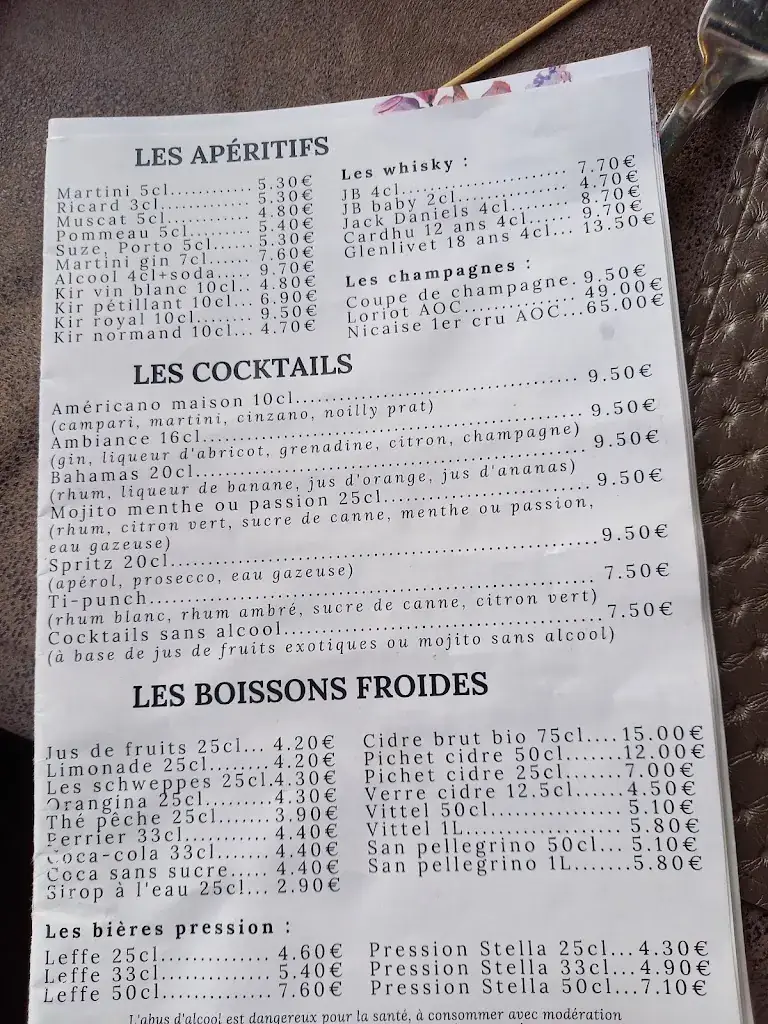 LES APÉRITIFS
Martini 5cl........... 5.30€
Ricard 3cl............ 5.30€
Muscat 5cl............ 4.80€
Pommeau 5cl......... 5.40€
Suze, Porto 5cl...... 5.30€
Martini gin 7cl...... 7.60€
Alcool 4cl+soda..... 9.70€
Kir vin blanc 10cl.. 4.80€
Kir pétillant 10cl... 6.90€
Kir royal 10cl........ 9.50€
Kir normand 10cl... 4.70€
Les whisky :
JB 4cl........................ 7.70€
JB baby 2cl................. 4.70€
Jack Daniels 4cl........ 8.70€
Cardhu 12 ans 4cl...... 9.70€
Glenlivet 18 ans 4cl... 13.50€
Les champagnes :
Coupe de champagne. 9.50€
Loriot AOC............... 49.00€
Nicaise 1er cru AOC...65.00€
LES COCKTAILS
Américano maison 10cl.................................... 9.50€
(campari, martini, cinzano, noilly prat)
Ambiance 16cl................................................ 9.50€
(gin, liqueur d'abricot, grenadine, citron, champagne)
Bahamas 20cl................................................. 9.50€
(rhum, liqueur de banane, jus d'orange, jus d'ananas)
Mojito menthe ou passion 25cl........................... 9.50€
(rhum, citron vert, sucre de canne, menthe ou passion,
eau gazeuse)
Spritz 20cl.....................................................9.50€
(apérol, prosecco, eau gazeuse)
Ti-punch....................................................... 7.50€
(rhum blanc, rhum ambré, sucre de canne, citron vert)
Cocktails sans alcool........................................7.50€
(à base de jus de fruits exotiques ou mojito sans alcool)
LES BOISSONS FROIDES
Jus de fruits 25cl... 4.20€
Limonade 25cl....... 4.20€
Les schweppes 25cl.4.30€
Orangina 25cl.........4.30€
Thé pêche 25cl....... 3.90€
Perrier 33cl........... 4.40€
Coca-cola 33cl....... 4.40€
Coca sans sucre..... 4.40€
Sirop à l'eau 25cl... 2.90€
Cidre brut bio 75cl....15.00€
Pichet cidre 50cl.......12.00€
Pichet cidre 25cl.......7.00€
Verre cidre 12.5cl..... 4.50€
Vittel 50cl................ 5.10€
Vittel 1L................... 5.80€
San pellegrino 50cl... 5.10€
San pellegrino 1L.......5.80€
Les bières pression :
Leffe 25cl.............. 4.60€
Leffe 33cl.............. 5.40€
Leffe 50cl.............. 7.60€
Pression Stella 25cl...4.30€
Pression Stella 33cl...4.90€
Pression Stella 50cl...7.10€
L'abus d'alcool est dangereux pour la santé, à consommer avec modération